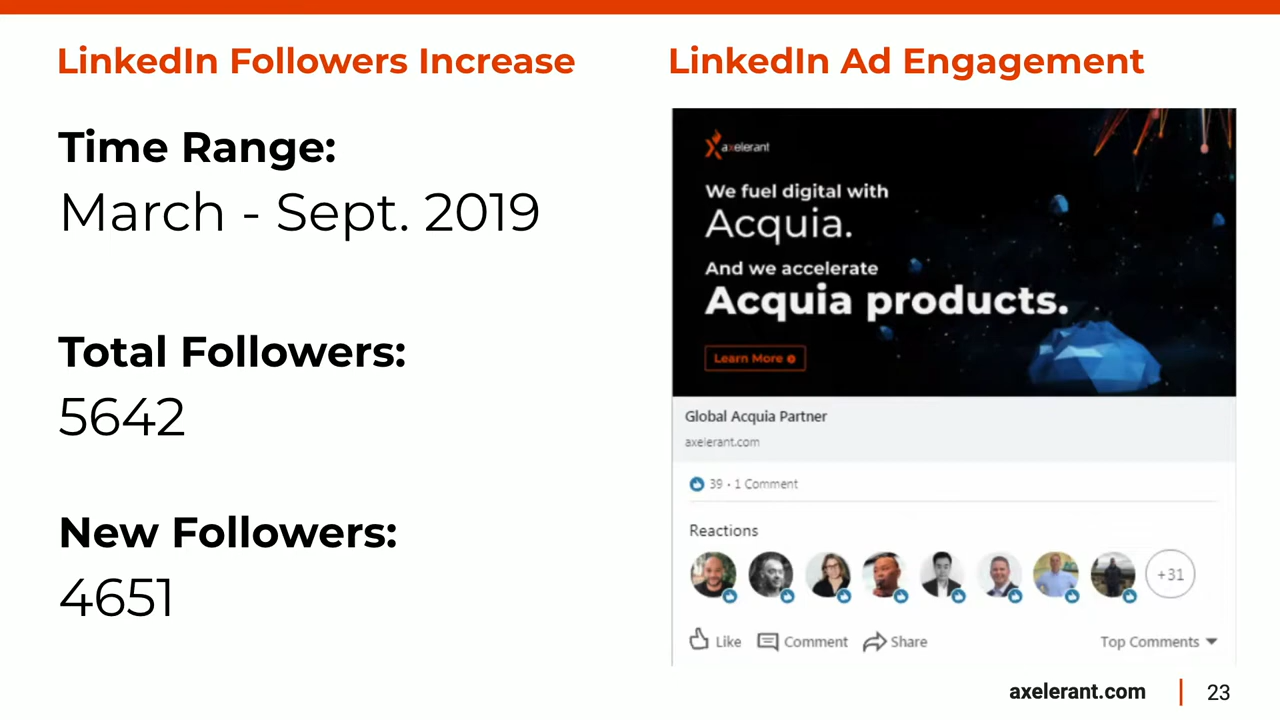 LinkedIn Followers Increase
Time Range:
March - Sept. 2019
Total Followers:
5642
New Followers:
4651
LinkedIn Ad Engagement
axelerant
We fuel digital with
Acquia.
And we accelerate
Acquia products.
Learn More
Global Acquia Partner
axelerant.com
39 • 1 Comment
Reactions
+31
Like Comment Share Top Comments
axelerant.com | 23